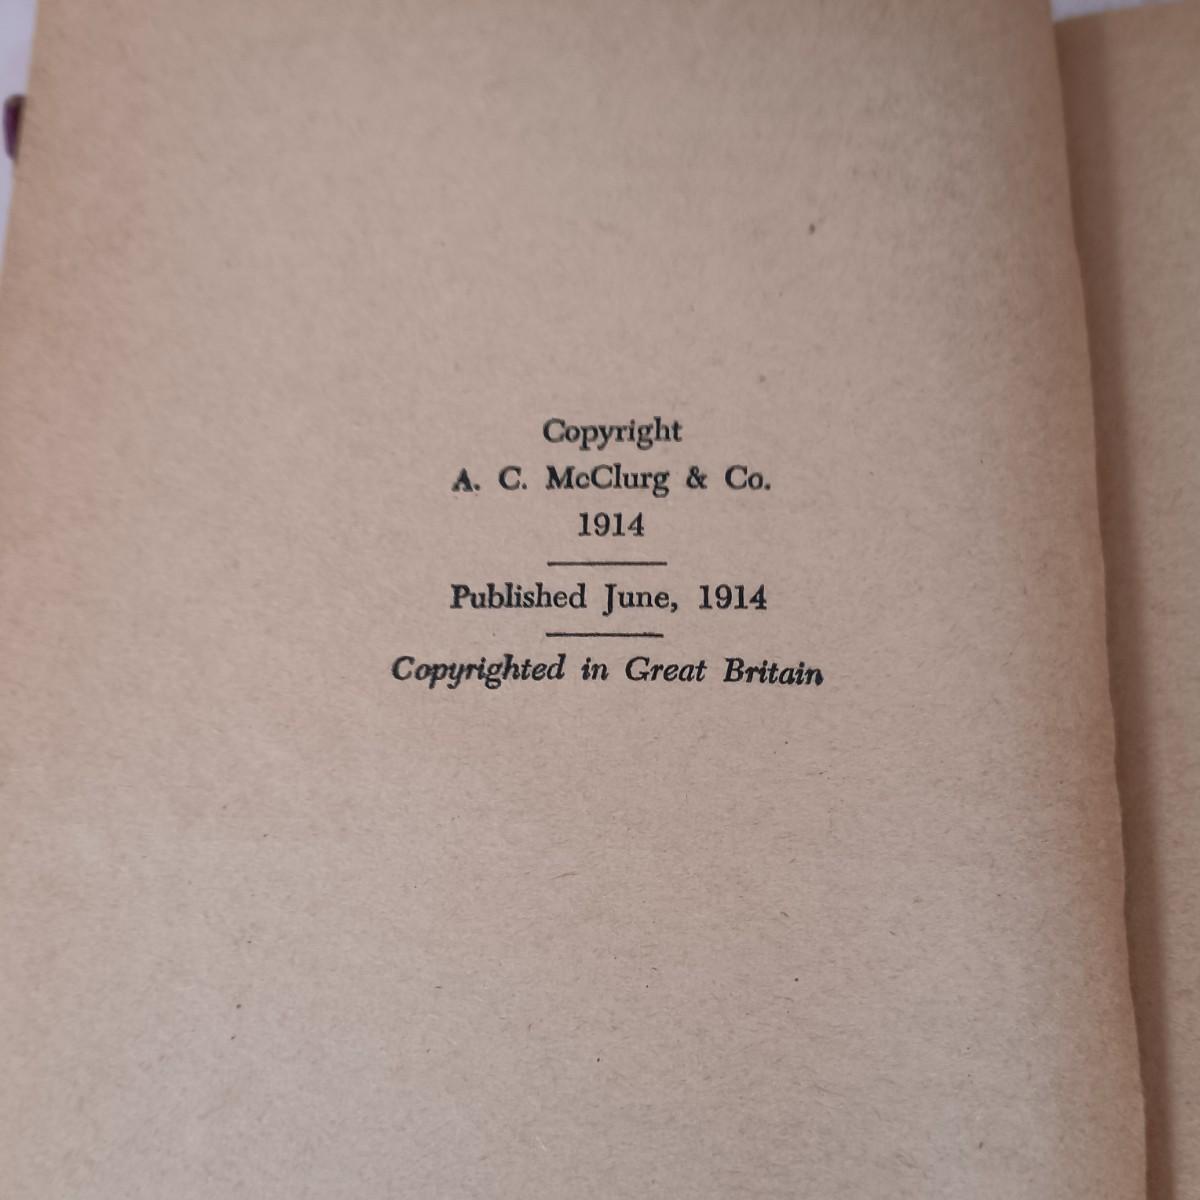 Copyright
A. C. McClurg & Co.
1914
Published June, 1914
Copyrighted in Great Britain